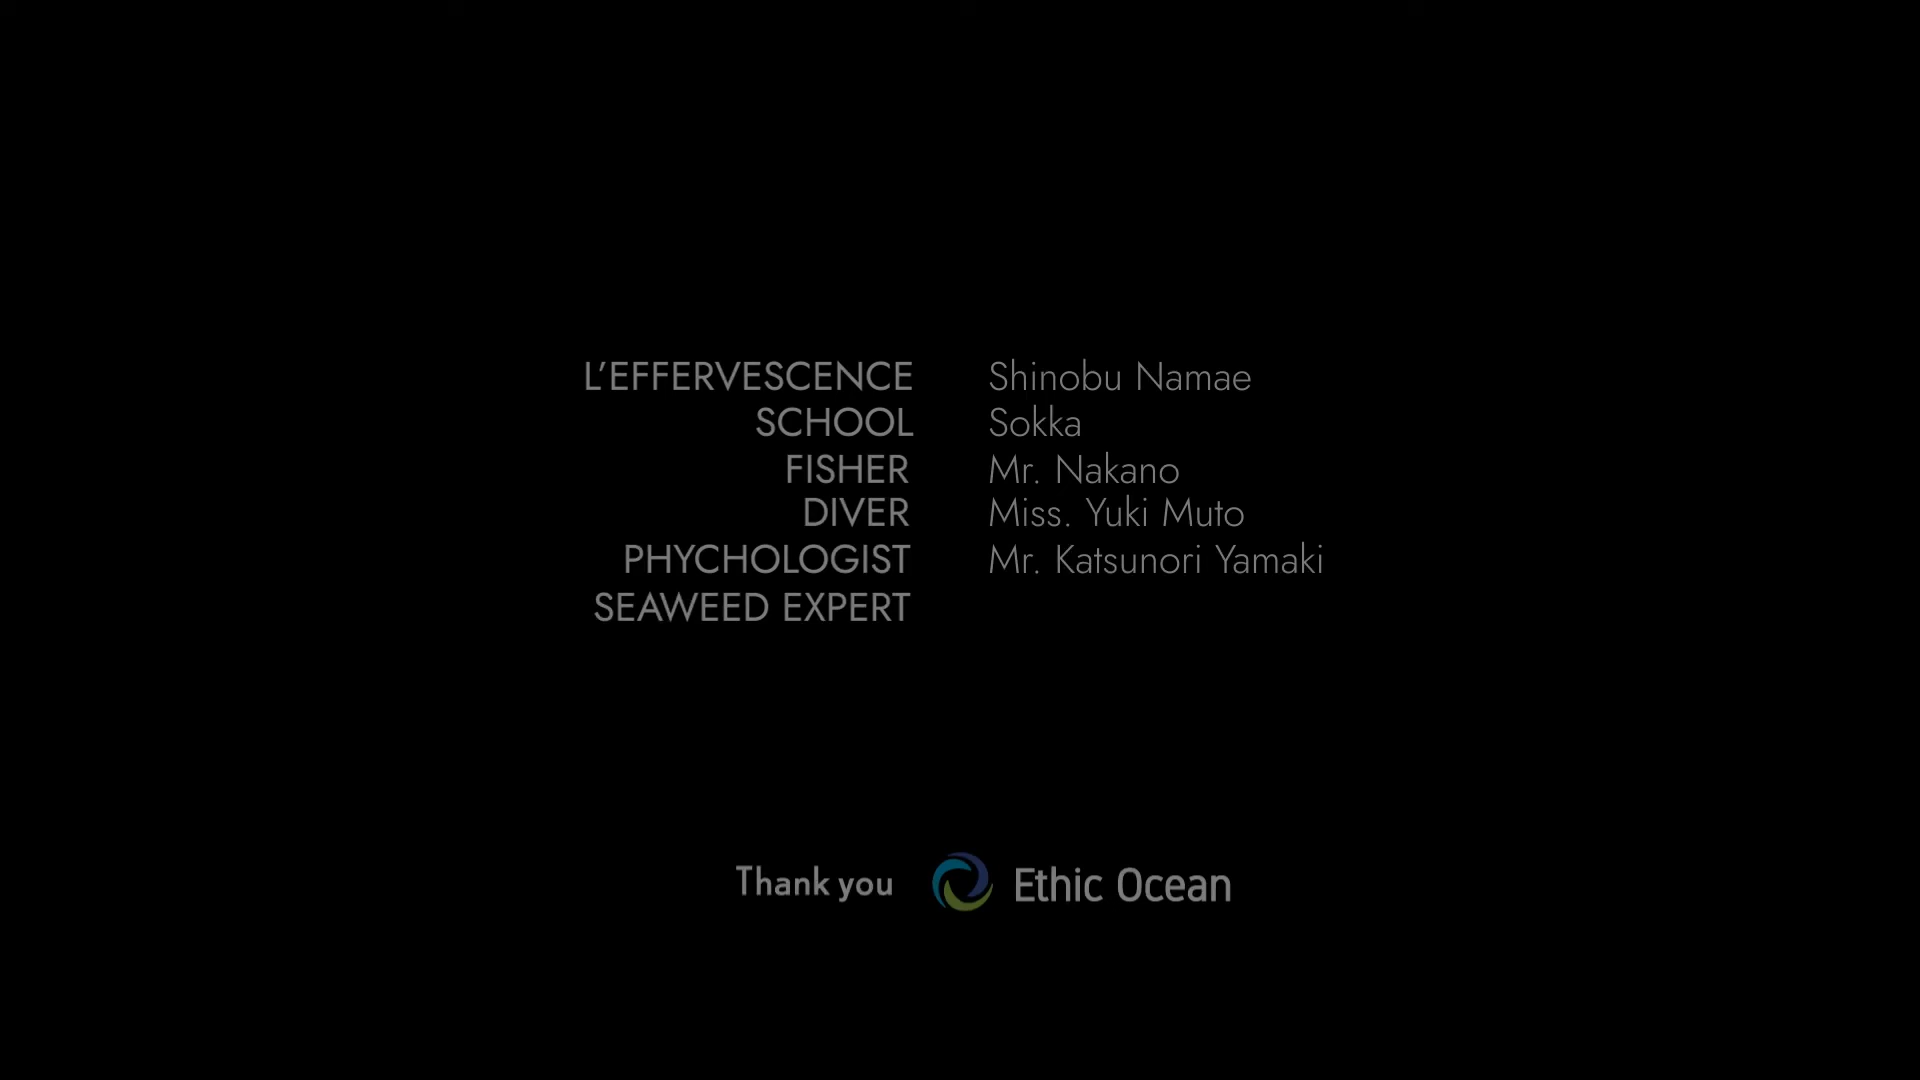 L'EFFERVESCENCE Shinobu Namae
SCHOOL Sokka
FISHER Mr. Nakano
DIVER Miss. Yuki Muto
PHYCHOLOGIST Mr. Katsunori Yamaki
SEAWEED EXPERT
Thank you Ethic Ocean